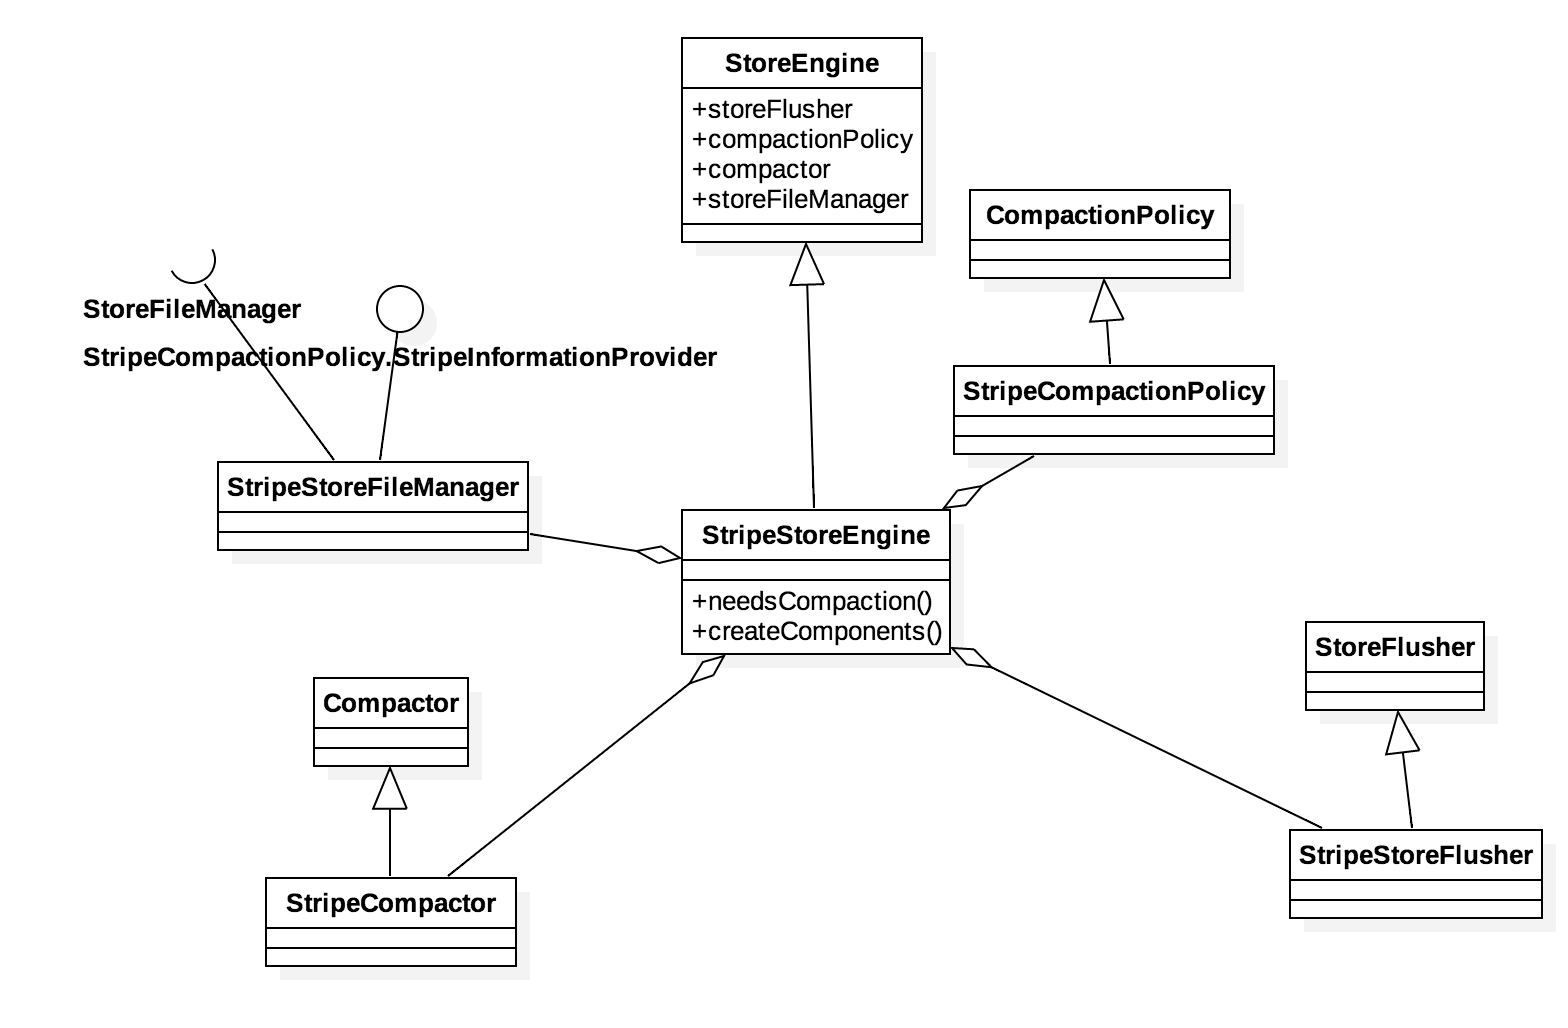 StoreEngine
+storeFlusher
+compactionPolicy
+compactor
+storeFileManager
CompactionPolicy
StoreFileManager
StripeCompactionPolicy.StripeInformationProvider
StripeCompactionPolicy
StripeStoreFileManager
StripeStoreEngine
+needsCompaction()
+createComponents()
StoreFlusher
Compactor
StripeStoreFlusher
StripeCompactor